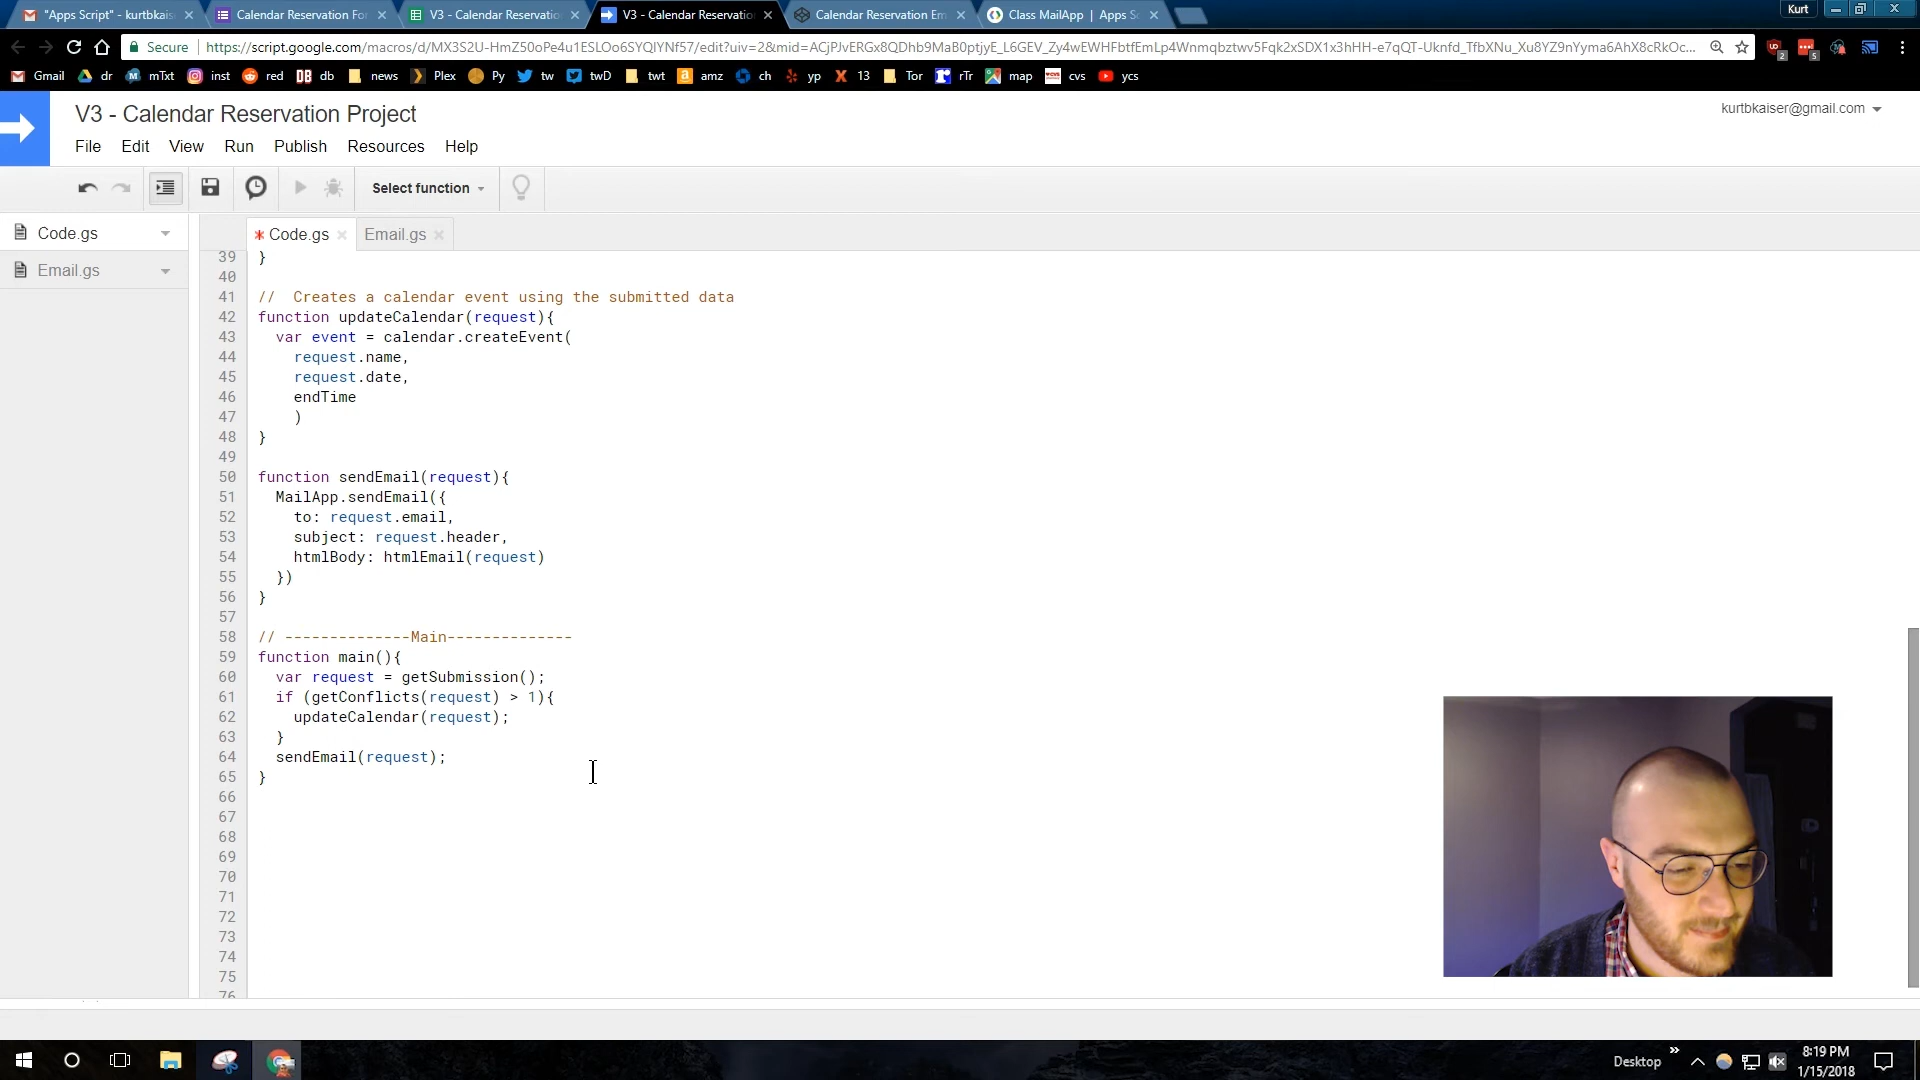 "Apps Script" - kurtbkais
Calendar Reservation For
V3 - Calendar Reservatio
V3 - Calendar Reservatio
Calendar Reservation Em
Class MailApp | Apps Sc
Kurt
Secure
https://script.google.com/macros/d/MX3S2U-HmZ50oPe4u1ESLOo6SYQIYNf57/edit?uiv=2&mid=ACjPJvERGx8QDhb9MaB0ptjyE_L6GEV_Zy4wEWHFbtfEmLp4Wnmqbztwv5Fqk2xSDX1x3hHH-e7qQT-Uknfd_TfbXNu_Xu8YZ9nYyma6AhX8cRkOc...
2
5
Gmail dr mTxt inst red db news Plex Py tw twD twt amz ch yp 13 Tor rTr map cvs ycs
V3 - Calendar Reservation Project
kurtbkaiser@gmail.com
File Edit View Run Publish Resources Help
Select function
Code.gs
Email.gs
* Code.gs
Email.gs
39 }
40
41 // Creates a calendar event using the submitted data
42 function updateCalendar(request){
43 var event = calendar.createEvent(
44 request.name,
45 request.date,
46 endTime
47 )
48 }
49
50 function sendEmail(request){
51 MailApp.sendEmail({
52 to: request.email,
53 subject: request.header,
54 htmlBody: htmlEmail(request)
55 })
56 }
57
58 // --------------Main--------------
59 function main(){
60 var request = getSubmission();
61 if (getConflicts(request) > 1){
62 updateCalendar(request);
63 }
64 sendEmail(request);
65 }
66
67
68
69
70
71
72
73
74
75
76
Desktop
8:19 PM
1/15/2018